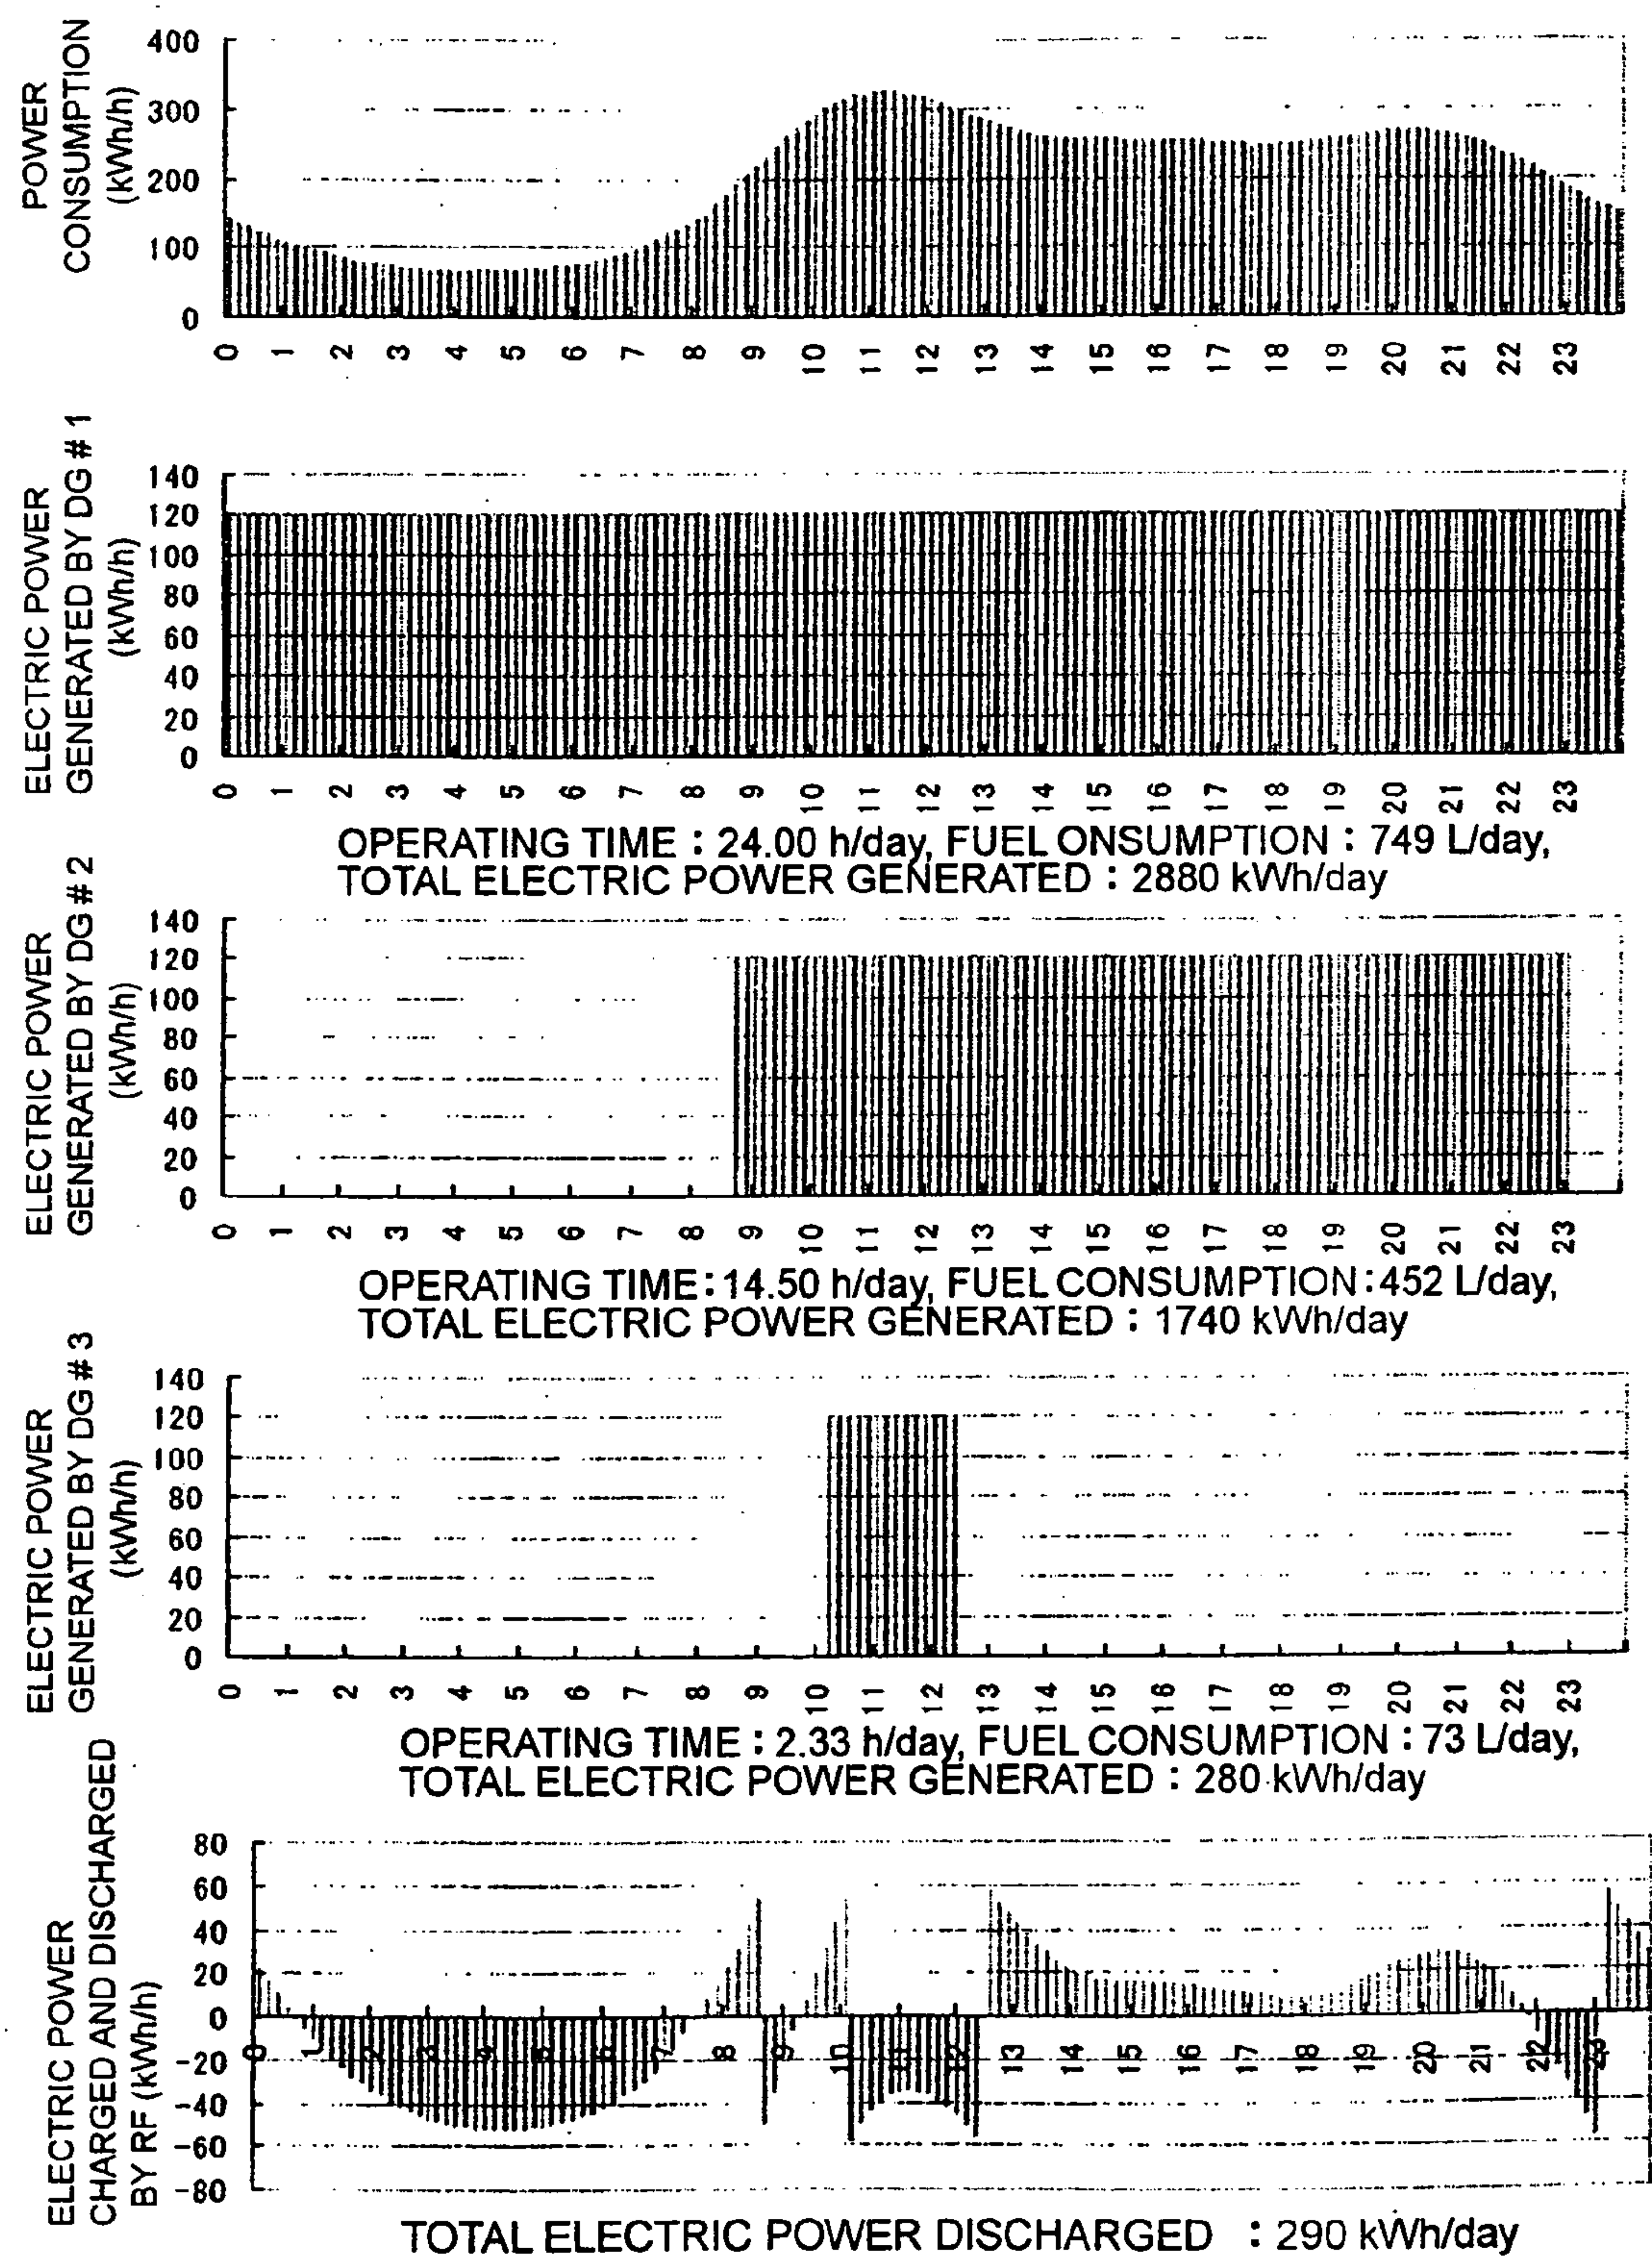 POWER
CONSUMPTION
(kWh/h)
400
300
200
100
0
0 1 2 3 4 5 6 7 8 9 10 11 12 13 14 15 16 17 18 19 20 21 22 23
ELECTRIC POWER
GENERATED BY DG#1
(kWh/h)
140
120
100
80
60
40
20
0
0 1 2 3 4 5 6 7 8 9 10 11 12 13 14 15 16 17 18 19 20 21 22 23
OPERATING TIME : 24.00 h/day, FUEL ONSUMPTION : 749 L/day,
TOTAL ELECTRIC POWER GENERATED : 2880 kWh/day
ELECTRIC POWER
GENERATED BY DG#2
(kWh/h)
140
120
100
80
60
40
20
0
0 1 2 3 4 5 6 7 8 9 10 11 12 13 14 15 16 17 18 19 20 21 22 23
OPERATING TIME : 14.50 h/day, FUEL CONSUMPTION : 452 L/day,
TOTAL ELECTRIC POWER GENERATED : 1740 kWh/day
ELECTRIC POWER
GENERATED BY DG#3
(kWh/h)
140
120
100
80
60
40
20
0
0 1 2 3 4 5 6 7 8 9 10 11 12 13 14 15 16 17 18 19 20 21 22 23
OPERATING TIME : 2.33 h/day, FUEL CONSUMPTION : 73 L/day,
TOTAL ELECTRIC POWER GENERATED : 280 kWh/day
ELECTRIC POWER
CHARGED AND DISCHARGED
BY RF (kWh/h)
80
60
40
20
0
-20
-40
-60
-80
0 1 2 3 4 5 6 7 8 9 10 11 12 13 14 15 16 17 18 19 20 21 22 23
TOTAL ELECTRIC POWER DISCHARGED : 290 kWh/day